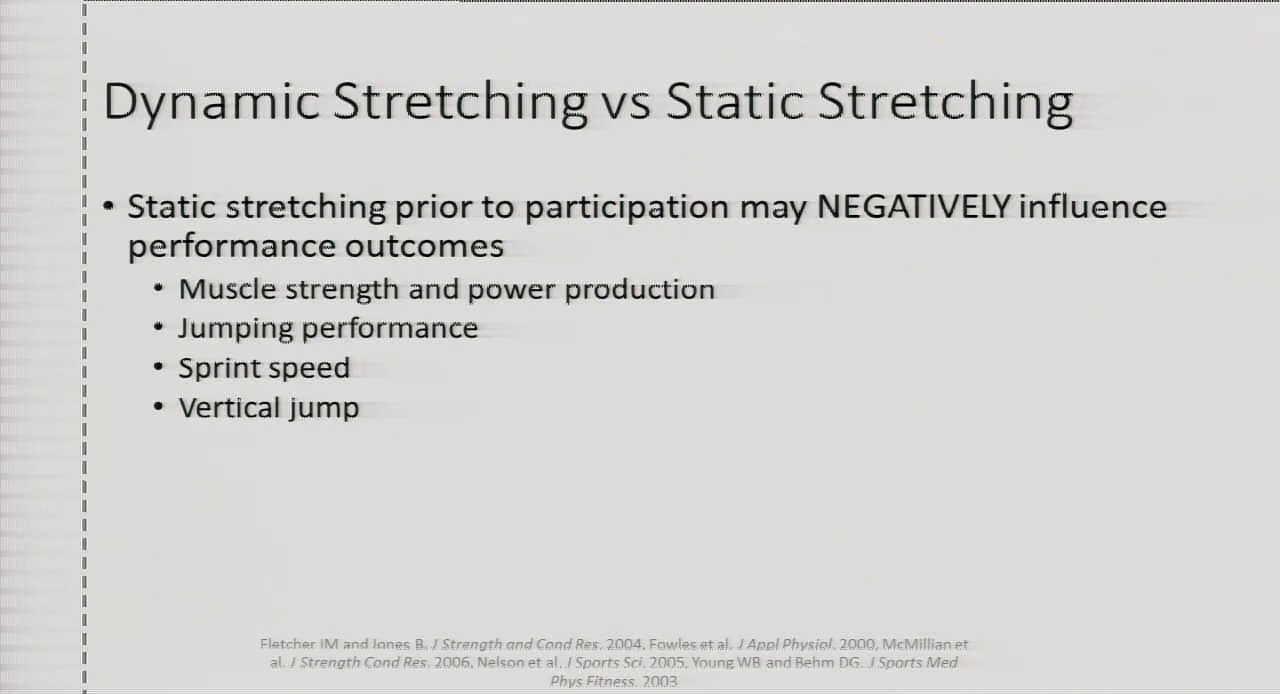 Dynamic Stretching vs Static Stretching
• Static stretching prior to participation may NEGATIVELY influence
performance outcomes
• Muscle strength and power production
• Jumping performance
• Sprint speed
• Vertical jump
Fletcher IM and Jones B. J Strength and Cond Res. 2004, Fowles et al. J Appl Physiol. 2000, McMillian et
al. J Strength Cond Res. 2006, Nelson et al. J Sports Sci. 2005, Young WB and Behm DG. J Sports Med
Phys Fitness. 2003